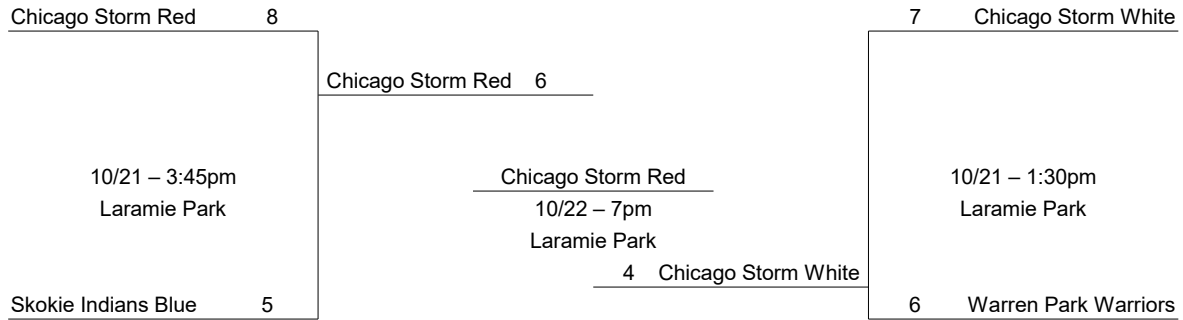 Chicago Storm Red 8
7 Chicago Storm White
Chicago Storm Red 6
10/21 – 3:45pm
Laramie Park
Chicago Storm Red
10/22 – 7pm
Laramie Park
10/21 – 1:30pm
Laramie Park
4 Chicago Storm White
Skokie Indians Blue 5
6 Warren Park Warriors